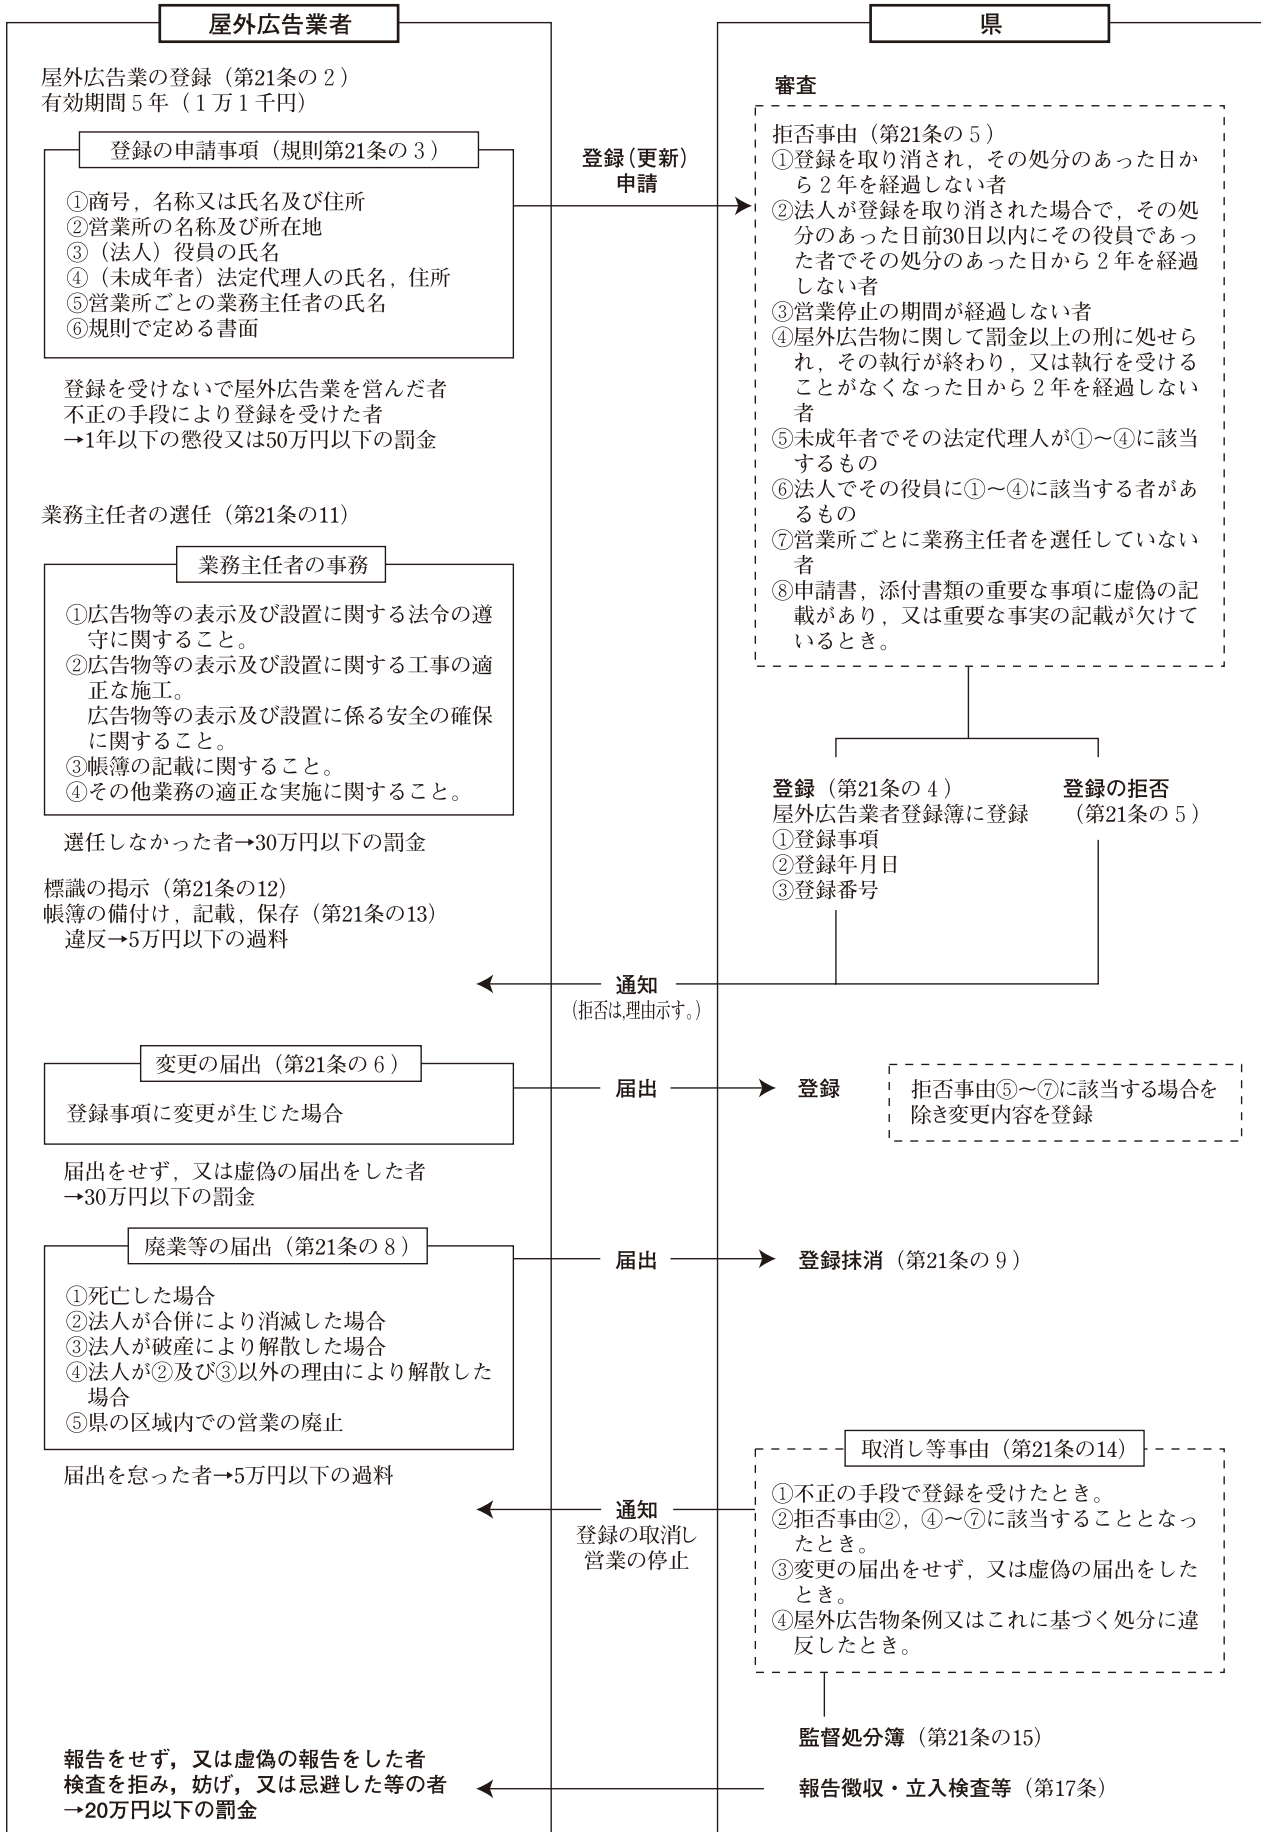 屋外広告業者
屋外広告業の登録（第21条の２）
有効期間５年（１万１千円）
登録の申請事項（規則第21条の３）
①商号，名称又は氏名及び住所
②営業所の名称及び所在地
③（法人）役員の氏名
④（未成年者）法定代理人の氏名，住所
⑤営業所ごとの業務主任者の氏名
⑥規則で定める書面
登録を受けないで屋外広告業を営んだ者
不正の手段により登録を受けた者
→1年以下の懲役又は50万円以下の罰金
業務主任者の選任（第21条の11）
業務主任者の事務
①広告物等の表示及び設置に関する法令の遵
守に関すること。
②広告物等の表示及び設置に関する工事の適
正な施工。
広告物等の表示及び設置に係る安全の確保
に関すること。
③帳簿の記載に関すること。
④その他業務の適正な実施に関すること。
選任しなかった者→30万円以下の罰金
標識の掲示（第21条の12）
帳簿の備付け，記載，保存（第21条の13）
違反→5万円以下の過料
登録（更新）
申請
県
審査
拒否事由（第21条の５）
①登録を取り消され，その処分のあった日か
ら２年を経過しない者
②法人が登録を取り消された場合で，その処
分のあった日前30日以内にその役員であっ
た者でその処分のあった日から２年を経過
しない者
③営業停止の期間が経過しない者
④屋外広告物に関して罰金以上の刑に処せら
れ，その執行が終わり，又は執行を受ける
ことがなくなった日から２年を経過しない
者
⑤未成年者でその法定代理人が①～④に該当
するもの
⑥法人でその役員に①～④に該当する者があ
るもの
⑦営業所ごとに業務主任者を選任していない
者
⑧申請書，添付書類の重要な事項に虚偽の記
載があり，又は重要な事実の記載が欠けて
いるとき。
登録（第21条の４）
屋外広告業者登録簿に登録
①登録事項
②登録年月日
③登録番号
登録の拒否
（第21条の５）
通知
（拒否は,理由示す。）
変更の届出（第21条の６）
登録事項に変更が生じた場合
届出
登録
拒否事由⑤～⑦に該当する場合を
除き変更内容を登録
届出をせず，又は虚偽の届出をした者
→30万円以下の罰金
廃業等の届出（第21条の８）
①死亡した場合
②法人が合併により消滅した場合
③法人が破産により解散した場合
④法人が②及び③以外の理由により解散した
場合
⑤県の区域内での営業の廃止
届出
登録抹消（第21条の９）
届出を怠った者→5万円以下の過料
通知
登録の取消し
営業の停止
取消し等事由（第21条の14）
①不正の手段で登録を受けたとき。
②拒否事由②，④～⑦に該当することとなっ
たとき。
③変更の届出をせず，又は虚偽の届出をした
とき。
④屋外広告物条例又はこれに基づく処分に違
反したとき。
監督処分簿（第21条の15）
報告をせず，又は虚偽の報告をした者
検査を拒み，妨げ，又は忌避した等の者
→20万円以下の罰金
報告徴収・立入検査等（第17条）